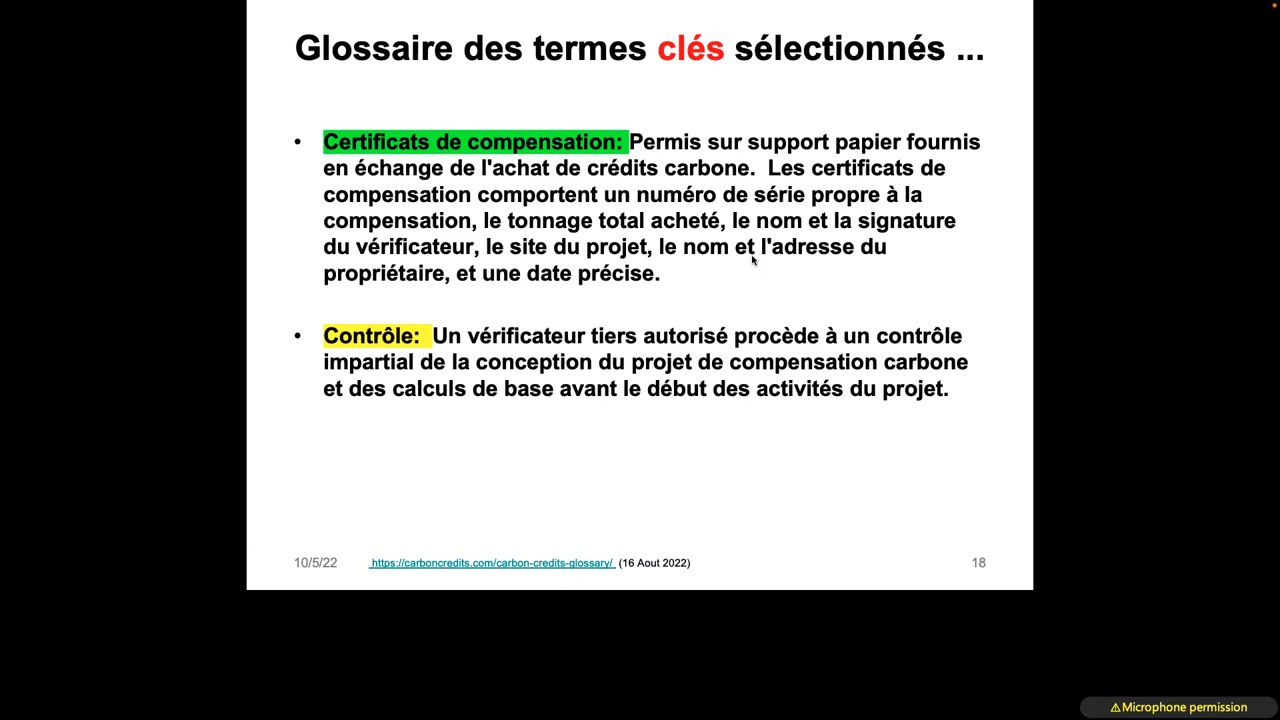 Glossaire des termes clés sélectionnés ...
• Certificats de compensation: Permis sur support papier fournis
en échange de l'achat de crédits carbone. Les certificats de
compensation comportent un numéro de série propre à la
compensation, le tonnage total acheté, le nom et la signature
du vérificateur, le site du projet, le nom et l'adresse du
propriétaire, et une date précise.
• Contrôle: Un vérificateur tiers autorisé procède à un contrôle
impartial de la conception du projet de compensation carbone
et des calculs de base avant le début des activités du projet.
10/5/22 https://carboncredits.com/carbon-credits-glossary/ (16 Aout 2022) 18
⚠Microphone permission